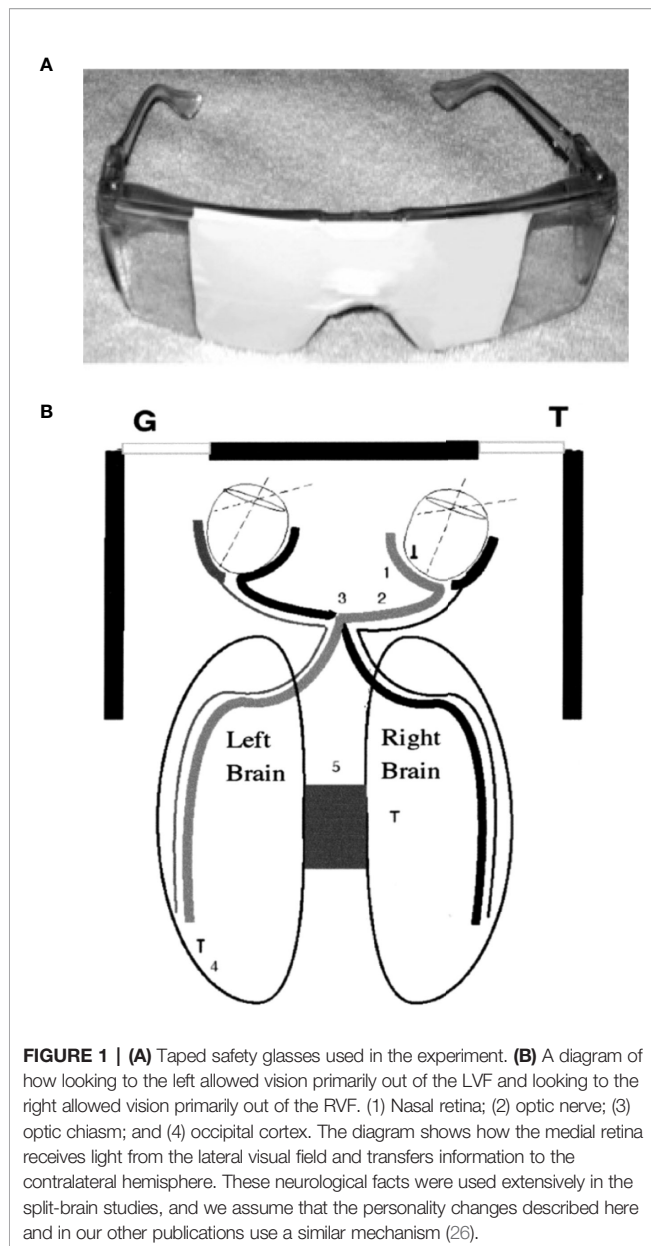 A
B
G T
⊥
1
2
3
Left Brain
Right Brain
5
T
T
4
FIGURE 1 | (A) Taped safety glasses used in the experiment. (B) A diagram of
how looking to the left allowed vision primarily out of the LVF and looking to the
right allowed vision primarily out of the RVF. (1) Nasal retina; (2) optic nerve; (3)
optic chiasm; and (4) occipital cortex. The diagram shows how the medial retina
receives light from the lateral visual field and transfers information to the
contralateral hemisphere. These neurological facts were used extensively in the
split-brain studies, and we assume that the personality changes described here
and in our other publications use a similar mechanism (26).